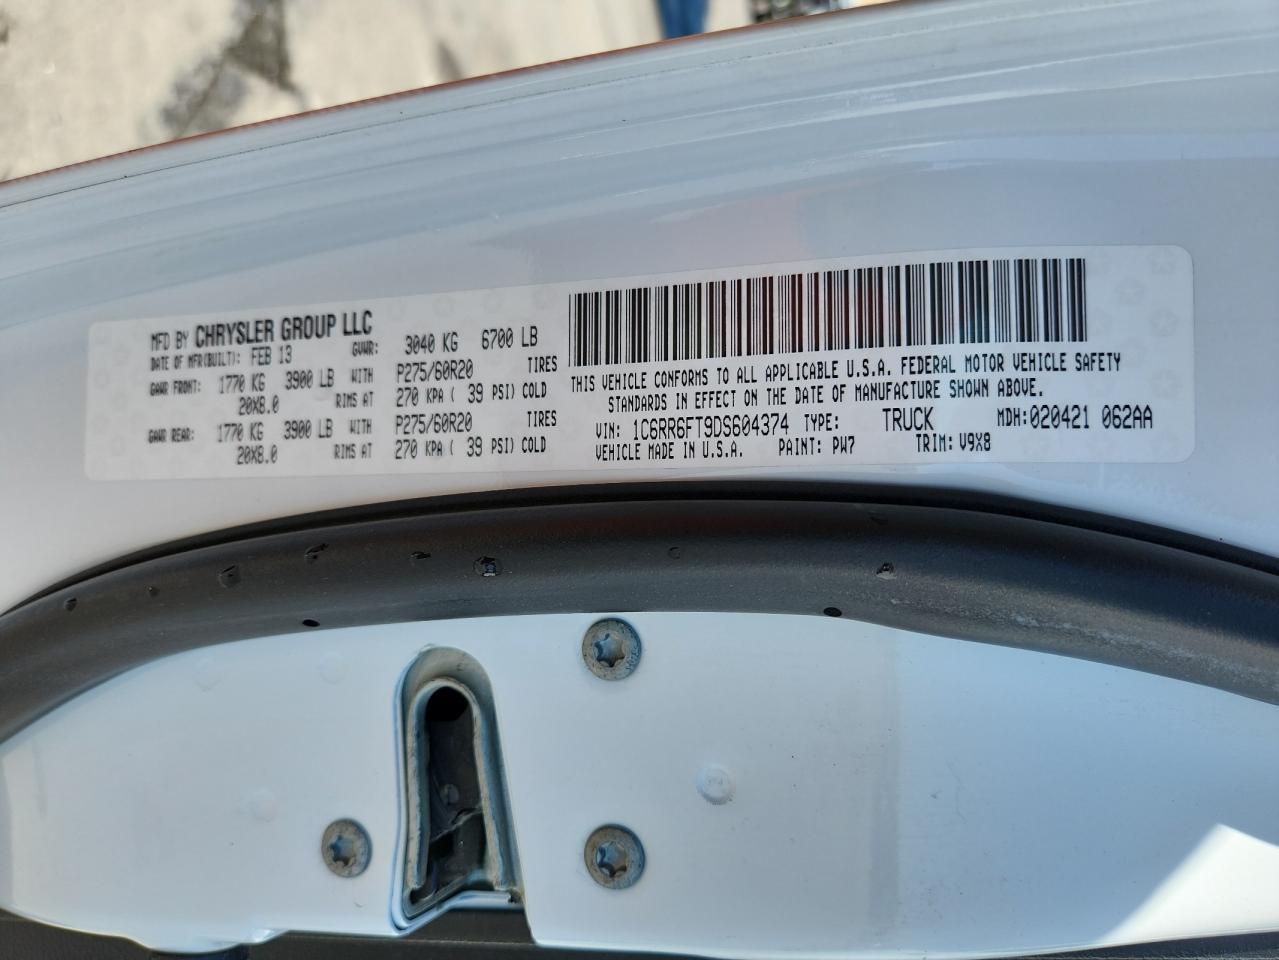 MFD BY CHRYSLER GROUP LLC
DATE OF MFR(BUILT): FEB 13 GVWR: 3040 KG 6700 LB
GAWR FRONT: 1770 KG 3900 LB WITH P275/60R20 TIRES
20X8.0 RIMS AT 270 KPA ( 39 PSI) COLD
GAWR REAR: 1770 KG 3900 LB WITH P275/60R20 TIRES
20X8.0 RIMS AT 270 KPA ( 39 PSI) COLD
THIS VEHICLE CONFORMS TO ALL APPLICABLE U.S.A. FEDERAL MOTOR VEHICLE SAFETY
STANDARDS IN EFFECT ON THE DATE OF MANUFACTURE SHOWN ABOVE.
VIN: 1C6RR6FT9DS604374 TYPE: TRUCK MDH:020421 062AA
VEHICLE MADE IN U.S.A. PAINT: PW7 TRIM: V9X8